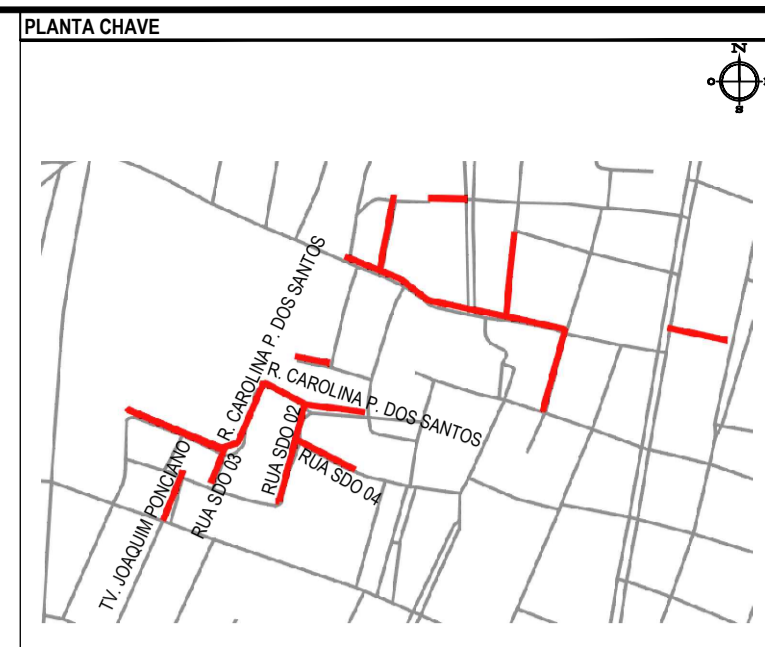 PLANTA CHAVE
N
O
S
R. CAROLINA P. DOS SANTOS
R. CAROLINA P. DOS SANTOS
RUA SDO 02
RUA SDO 04
RUA SDO 03
TV. JOAQUIM PONCIANO